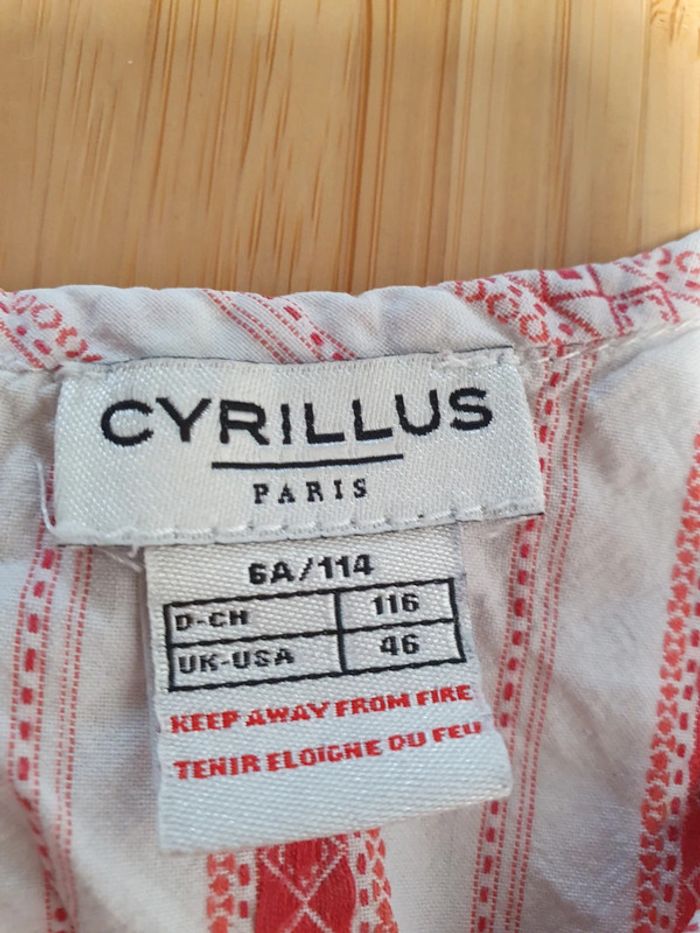 CYRILLUS
PARIS
6A/114
D-CH 116
UK-USA 46
KEEP AWAY FROM FIRE
TENIR ELOIGNE DU FEU